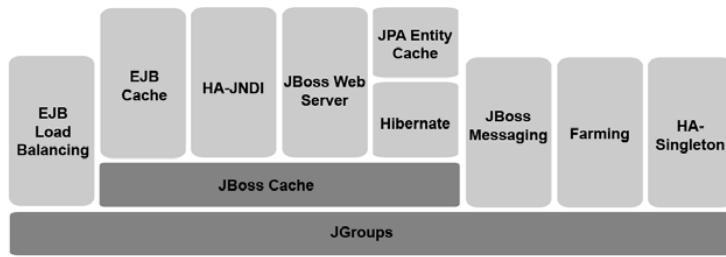 EJB
Load
Balancing
EJB
Cache
HA-JNDI
JBoss Web
Server
JPA Entity
Cache
Hibernate
JBoss
Messaging
Farming
HA-
Singleton
JBoss Cache
JGroups